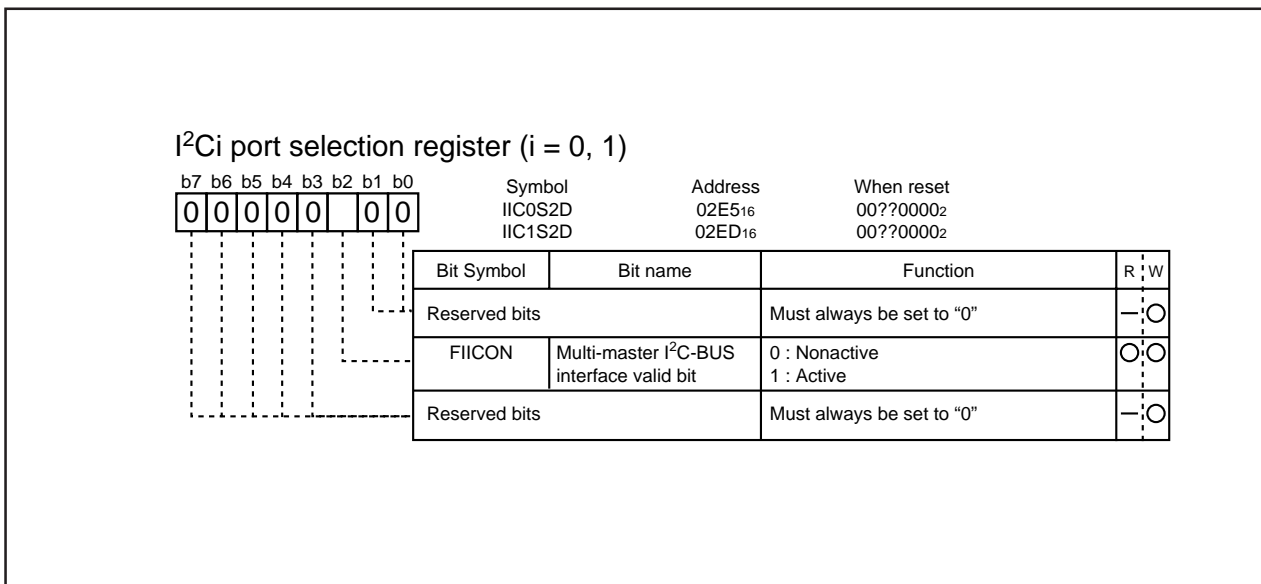 I²Ci port selection register (i = 0, 1)
b7 b6 b5 b4 b3 b2 b1 b0
0 0 0 0 0 0 0
Symbol Address When reset
IIC0S2D 02E5₁₆ 00??0000₂
IIC1S2D 02ED₁₆ 00??0000₂
Bit Symbol Bit name Function R W
Reserved bits Must always be set to “0” – ○
FIICON Multi-master I²C-BUS 0 : Nonactive ○ ○
interface valid bit 1 : Active
Reserved bits Must always be set to “0” – ○